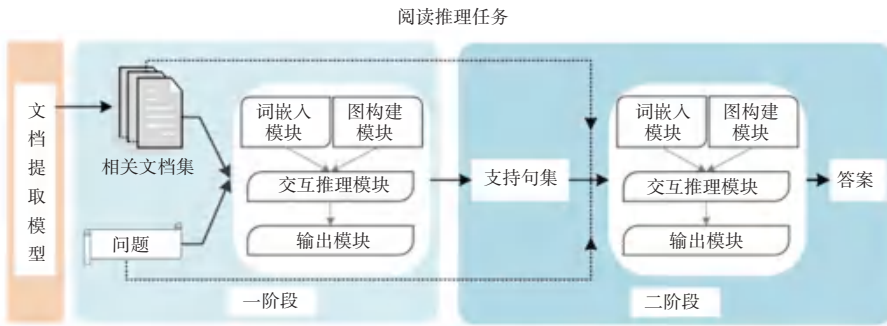 阅读推理任务
文
档
提
取
模
型
相关文档集
问题
词嵌入
模块
图构建
模块
交互推理模块
输出模块
一阶段
支持句集
词嵌入
模块
图构建
模块
交互推理模块
输出模块
二阶段
答案